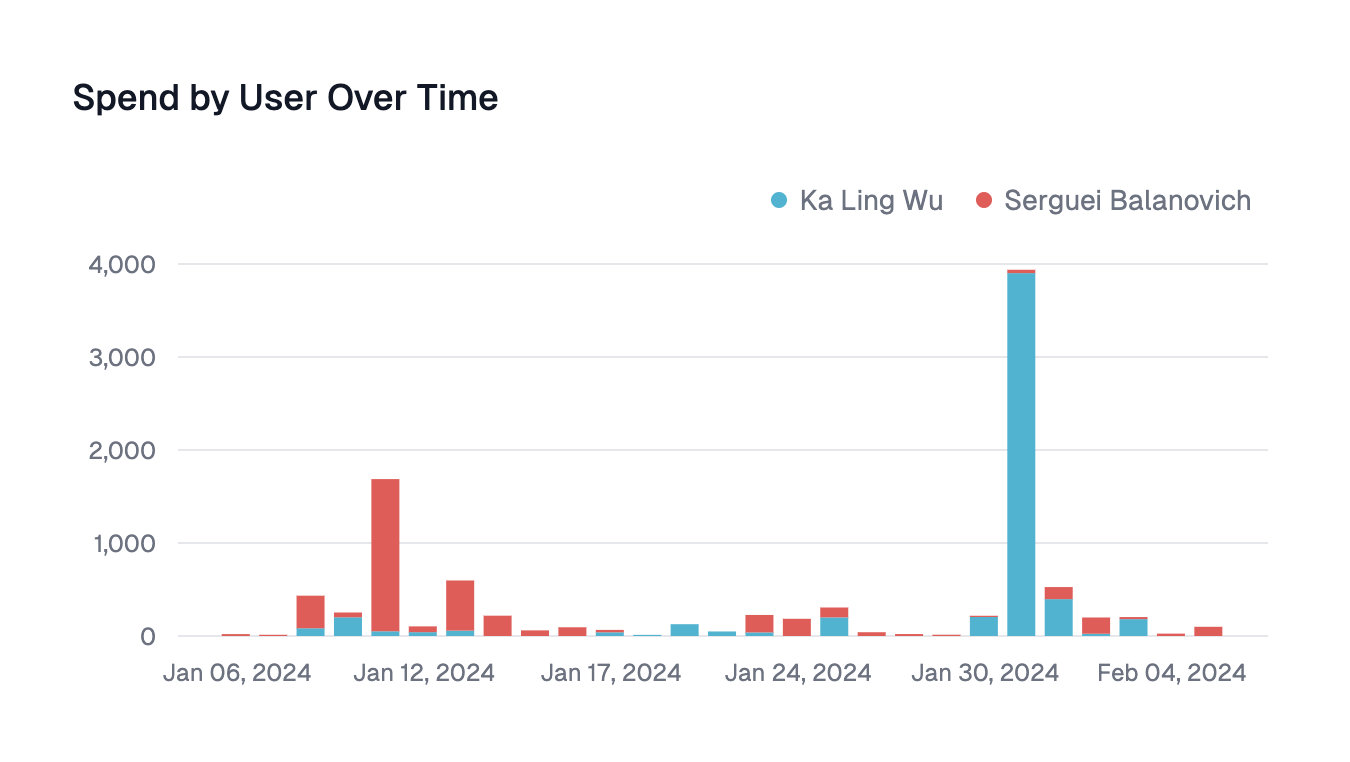 Spend by User Over Time
Ka Ling Wu Serguei Balanovich
4,000
3,000
2,000
1,000
0
Jan 06, 2024 Jan 12, 2024 Jan 17, 2024 Jan 24, 2024 Jan 30, 2024 Feb 04, 2024